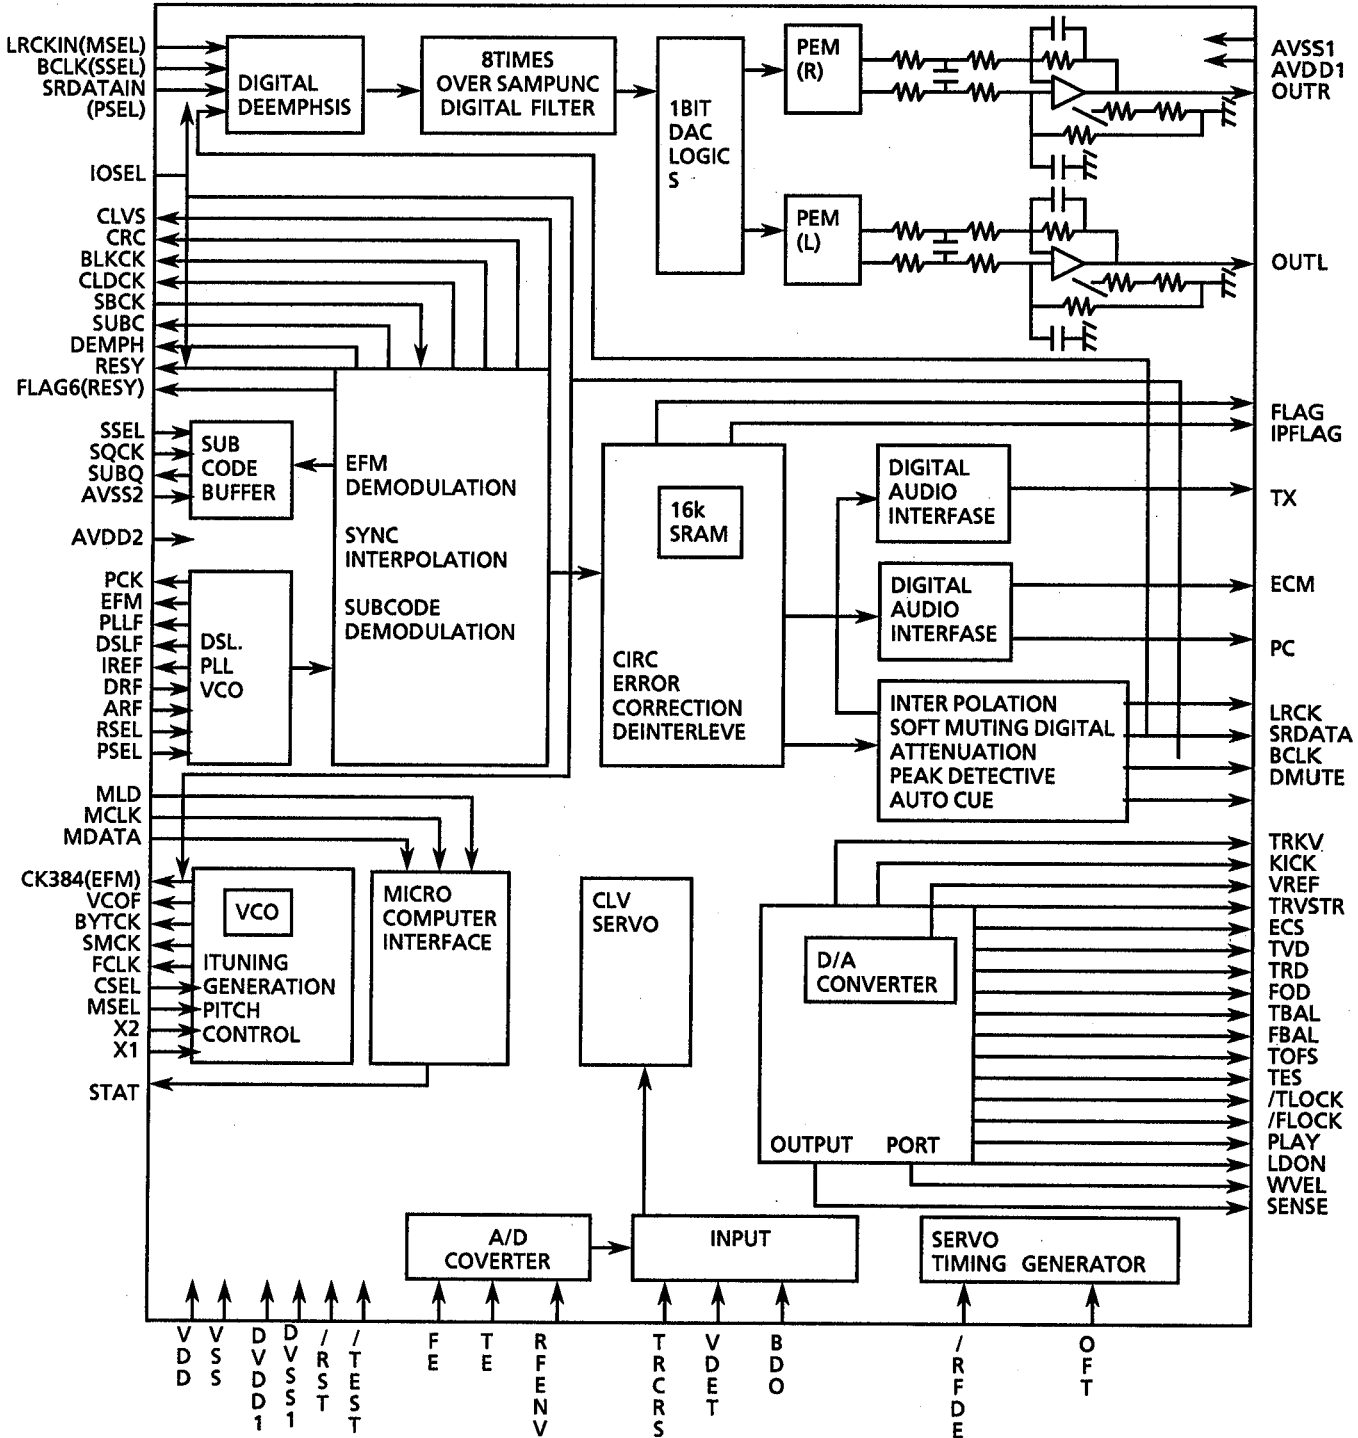 LRCKIN(MSEL)
BCLK(SSEL)
SRDATAIN
(PSEL)
IOSEL
CLVS
CRC
BLKCK
CLDCK
SBCK
SUBC
DEMPH
RESY
FLAG6(RESY)
SSEL
SQCK
SUBQ
AVSS2
AVDD2
PCK
EFM
PLLF
DSLF
IREF
DRF
ARF
RSEL
PSEL
MLD
MCLK
MDATA
CK384(EFM)
VCOF
BYTCK
SMCK
FCLK
CSEL
MSEL
X2
X1
STAT
DIGITAL
DEEMPHSIS
8TIMES
OVER SAMPUNC
DIGITAL FILTER
1BIT
DAC
LOGIC
S
PEM
(R)
PEM
(L)
SUB
CODE
BUFFER
DSL.
PLL
VCO
EFM
DEMODULATION
SYNC
INTERPOLATION
SUBCODE
DEMODULATION
16k
SRAM
CIRC
ERROR
CORRECTION
DEINTERLEVE
DIGITAL
AUDIO
INTERFASE
DIGITAL
AUDIO
INTERFASE
INTER POLATION
SOFT MUTING DIGITAL
ATTENUATION
PEAK DETECTIVE
AUTO CUE
VCO
ITUNING
GENERATION
PITCH
CONTROL
MICRO
COMPUTER
INTERFACE
CLV
SERVO
D/A
CONVERTER
OUTPUT PORT
A/D
COVERTER
INPUT
SERVO
TIMING GENERATOR
AVSS1
AVDD1
OUTR
OUTL
FLAG
IPFLAG
TX
ECM
PC
LRCK
SRDATA
BCLK
DMUTE
TRKV
KICK
VREF
TRVSTR
ECS
TVD
TRD
FOD
TBAL
FBAL
TOFS
TES
/TLOCK
/FLOCK
PLAY
LDON
WVEL
SENSE
VDD
VSS
DVDD1
DVSS1
/RST
/TEST
FE
TE
RFENV
TRCRS
VDET
BDO
/RFDE
OFT